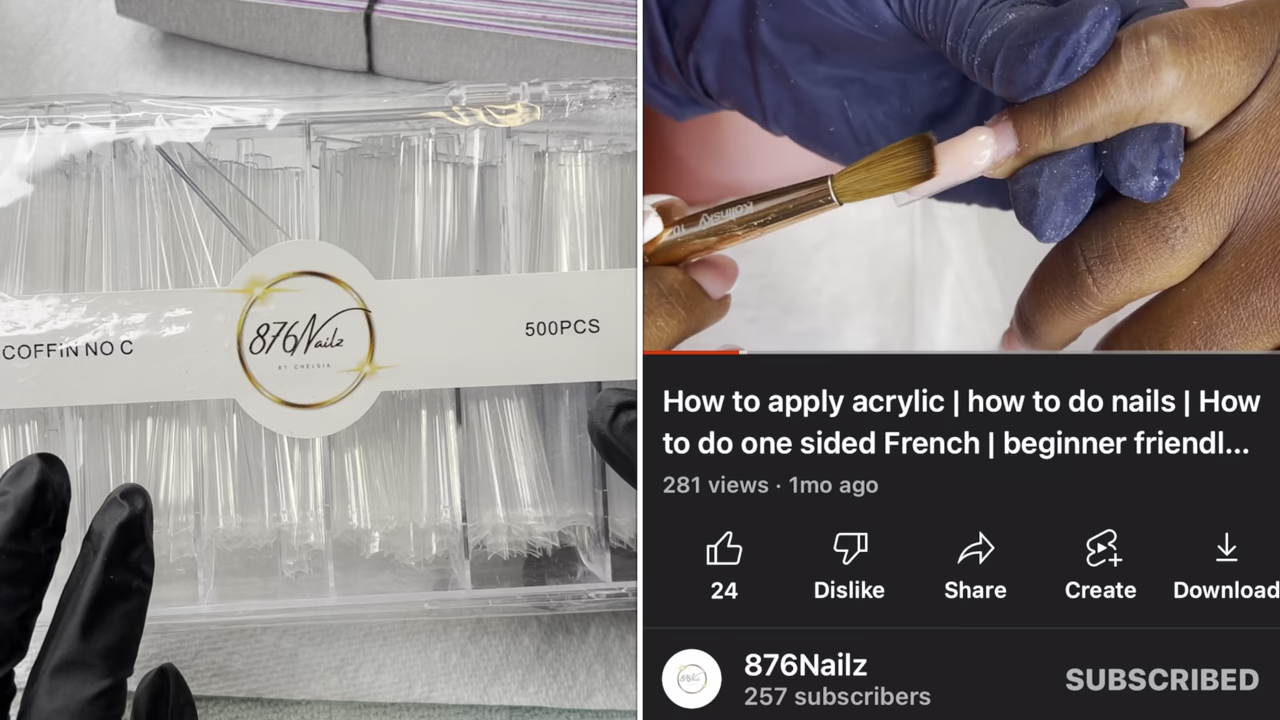 COFFIN NO C
876Nailz
BY CHELSIA
500PCS
Kolinsky
How to apply acrylic | how to do nails | How
to do one sided French | beginner friendl...
281 views · 1mo ago
24
Dislike
Share
Create
Download
876Nailz
257 subscribers
SUBSCRIBED